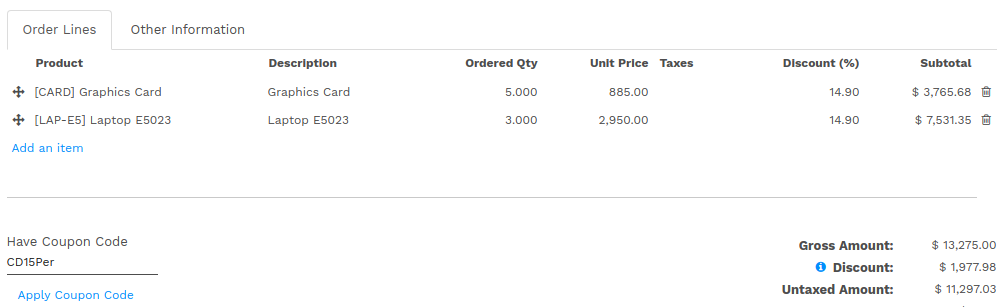 Order Lines Other Information
Product Description Ordered Qty Unit Price Taxes Discount (%) Subtotal
[CARD] Graphics Card Graphics Card 5.000 885.00 14.90 $ 3,765.68
[LAP-E5] Laptop E5023 Laptop E5023 3.000 2,950.00 14.90 $ 7,531.35
Add an item
Have Coupon Code
CD15Per
Apply Coupon Code
Gross Amount: $ 13,275.00
Discount: $ 1,977.98
Untaxed Amount: $ 11,297.03